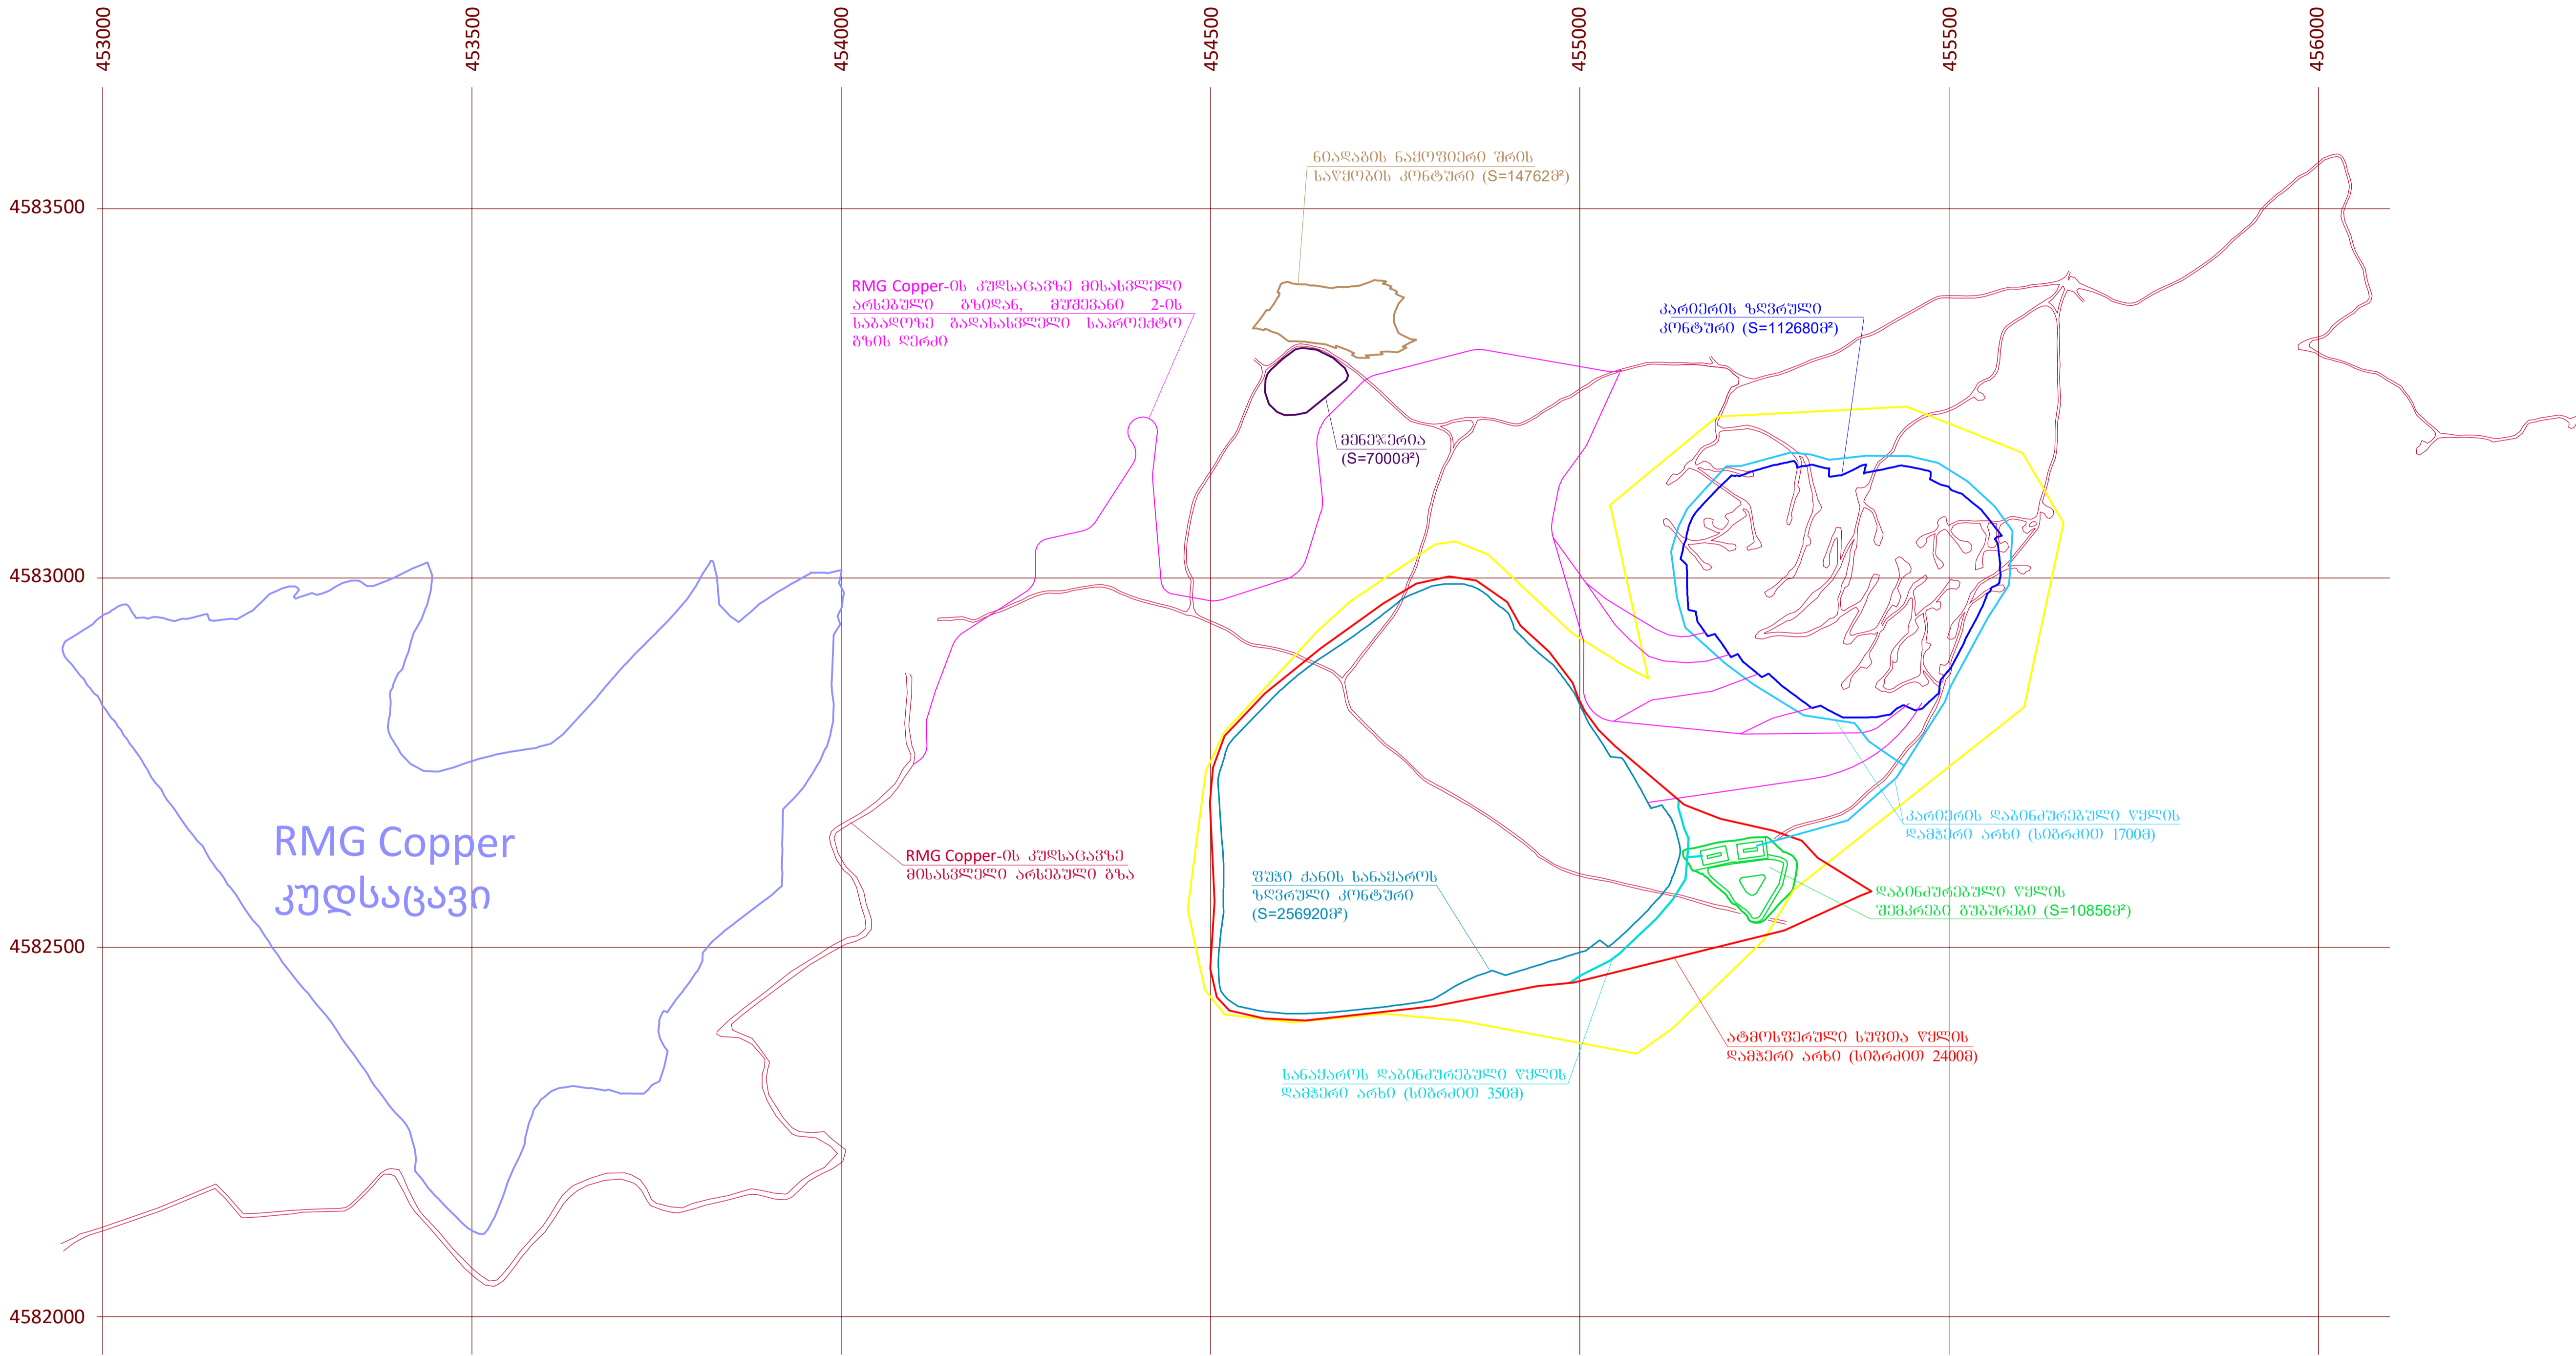 453000
453500
454000
454500
455000
455500
456000
ნიადაგის ნაყოფიერი შრის
საწყობის კონტური (S=14762მ²)
4583500
RMG Copper-ის კუდსაცავზე მისასვლელი
არსებული გზიდან, მუშევანი 2-ის
საბადოზე გადასასვლელი საპროექტო
გზის ღერძი
კარიერის ზღვრული
კონტური (S=112680მ²)
მენეჯერია
(S=7000მ²)
4583000
RMG Copper
კუდსაცავი
RMG Copper-ის კუდსაცავზე
მისასვლელი არსებული გზა
კარიერის დაბინძურებული წყლის
დამჭერი არხი (სიგრძით 1700მ)
ფუჭი ქანის სანაყაროს
ზღვრული კონტური
(S=256920მ²)
დაბინძურებული წყლის
შემკრები გუბურები (S=10856მ²)
4582500
ატმოსფერული სუფთა წყლის
დამჭერი არხი (სიგრძით 2400მ)
სანაყაროს დაბინძურებული წყლის
დამჭერი არხი (სიგრძით 350მ)
4582000